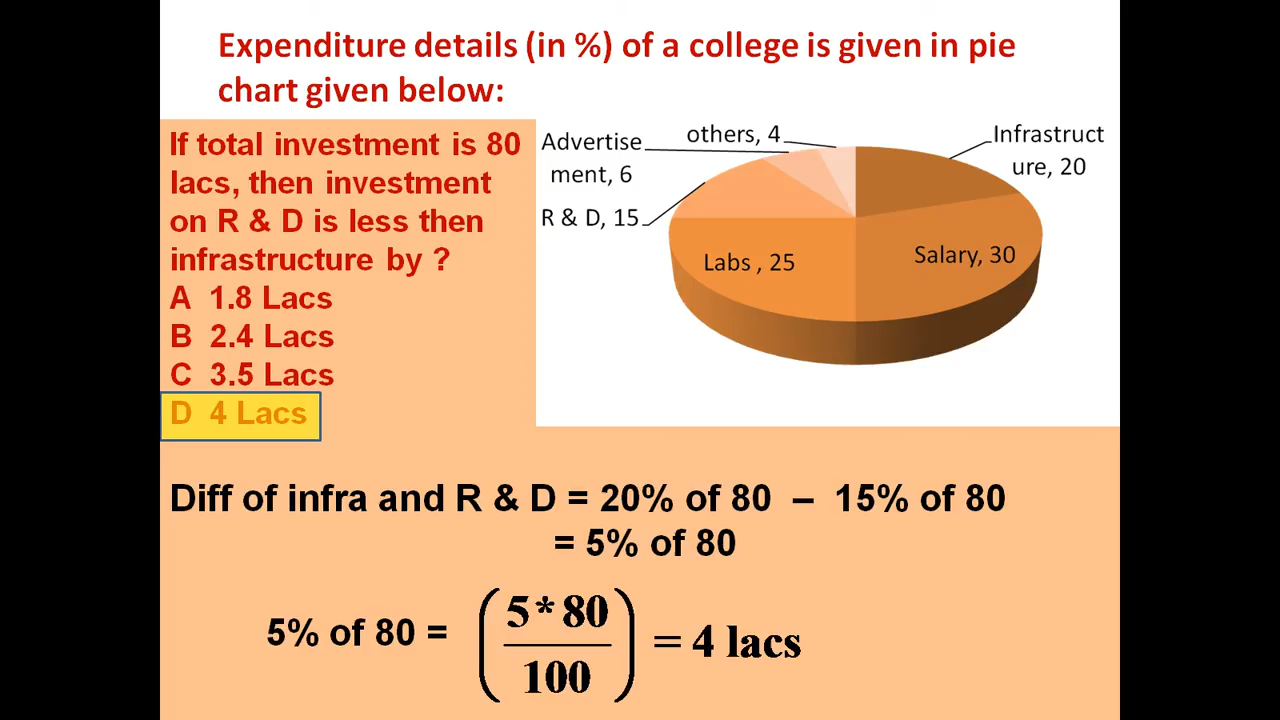 Expenditure details (in %) of a college is given in pie
chart given below:
If total investment is 80
lacs, then investment
on R & D is less then
infrastructure by ?
A 1.8 Lacs
B 2.4 Lacs
C 3.5 Lacs
D 4 Lacs
Advertise
ment, 6
others, 4
Infrastruct
ure, 20
R & D, 15
Labs , 25
Salary, 30
Diff of infra and R & D = 20% of 80 – 15% of 80
= 5% of 80
5% of 80 = (5*80/100) = 4 lacs